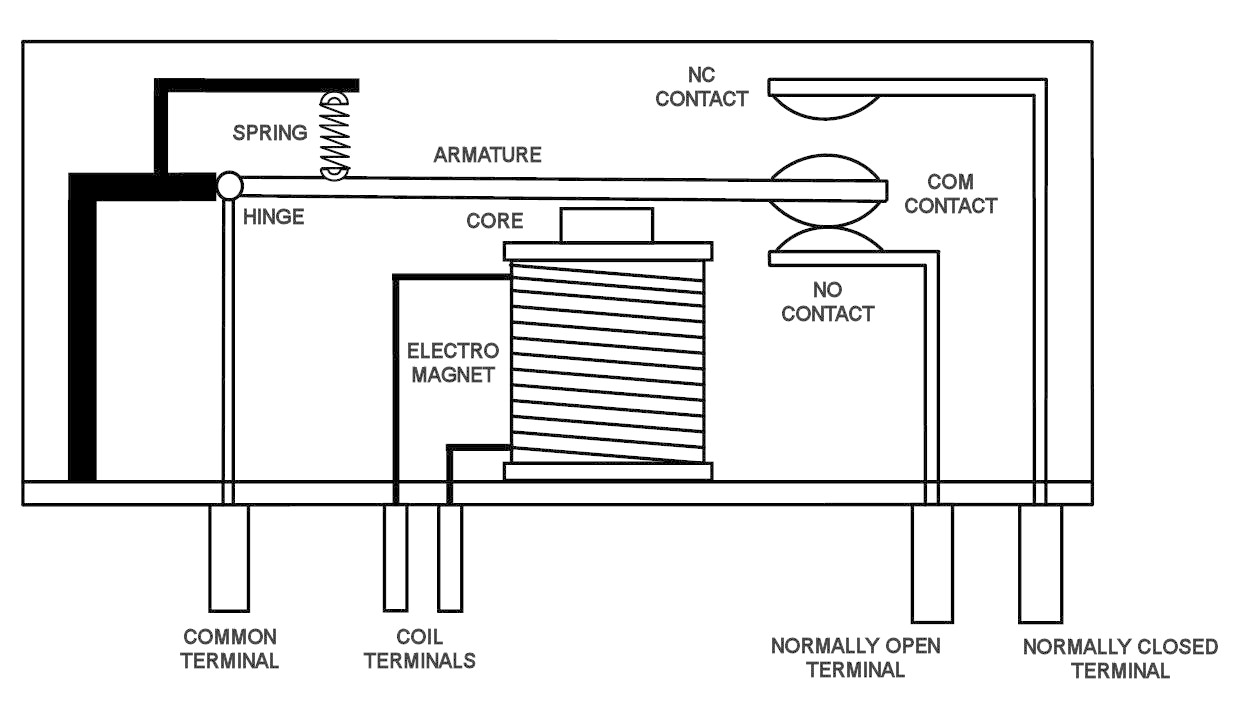 NC
CONTACT
SPRING
ARMATURE
COM
CONTACT
HINGE
CORE
NO
CONTACT
ELECTRO
MAGNET
COMMON
TERMINAL
COIL
TERMINALS
NORMALLY OPEN
TERMINAL
NORMALLY CLOSED
TERMINAL